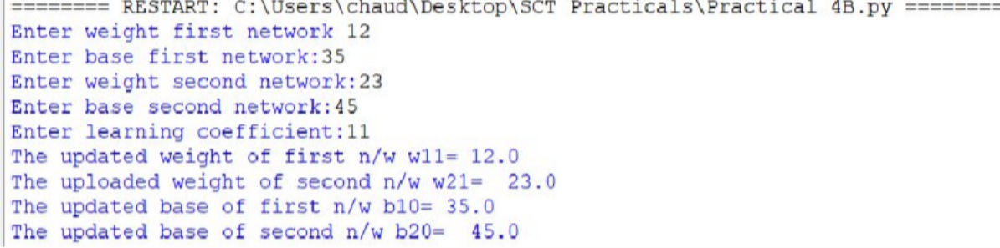 ======== RESTART: C:\Users\chaud\Desktop\SCT Practicals\Practical 4B.py ========
Enter weight first network 12
Enter base first network:35
Enter weight second network:23
Enter base second network:45
Enter learning coefficient:11
The updated weight of first n/w w11= 12.0
The uploaded weight of second n/w w21=  23.0
The updated base of first n/w b10= 35.0
The updated base of second n/w b20=  45.0